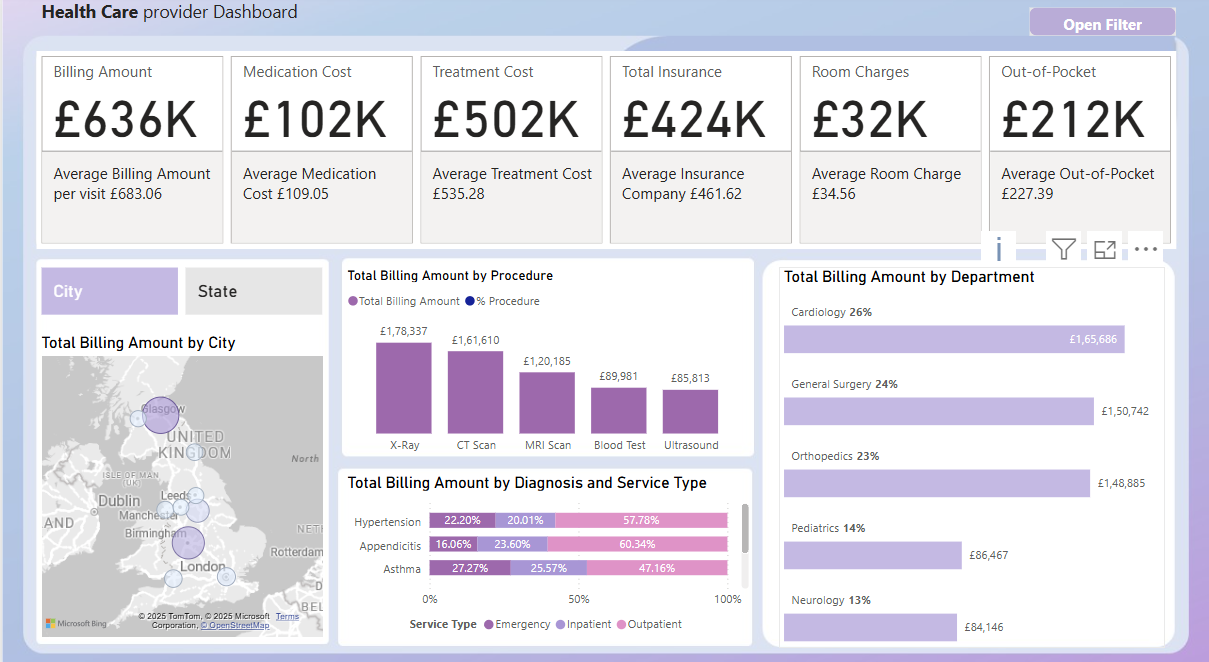 Health Care provider Dashboard
Open Filter
Billing Amount
£636K
Average Billing Amount
per visit £683.06
Medication Cost
£102K
Average Medication
Cost £109.05
Treatment Cost
£502K
Average Treatment Cost
£535.28
Total Insurance
£424K
Average Insurance
Company £461.62
Room Charges
£32K
Average Room Charge
£34.56
Out-of-Pocket
£212K
Average Out-of-Pocket
£227.39
i
City
State
Total Billing Amount by City
Glasgow
UNITED
KINGDOM
North
ISLE OF MAN
(UK)
Dublin
Leeds
Manchester
AND
Birmingham
NETH
Rotterdam
London
BEL
© 2025 TomTom, © 2025 Microsoft
Corporation, © OpenStreetMap
Terms
Microsoft Bing
Total Billing Amount by Procedure
Total Billing Amount % Procedure
£1,78,337
£1,61,610
£1,20,185
£89,981
£85,813
X-Ray
CT Scan
MRI Scan
Blood Test
Ultrasound
Total Billing Amount by Diagnosis and Service Type
Hypertension 22.20% 20.01% 57.78%
Appendicitis 16.06% 23.60% 60.34%
Asthma 27.27% 25.57% 47.16%
0% 50% 100%
Service Type Emergency Inpatient Outpatient
Total Billing Amount by Department
Cardiology 26%
£1,65,686
General Surgery 24%
£1,50,742
Orthopedics 23%
£1,48,885
Pediatrics 14%
£86,467
Neurology 13%
£84,146